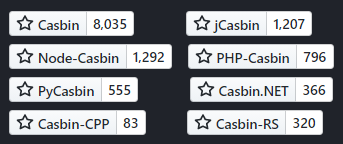 Casbin 8,035 jCasbin 1,207
Node-Casbin 1,292 PHP-Casbin 796
PyCasbin 555 Casbin.NET 366
Casbin-CPP 83 Casbin-RS 320